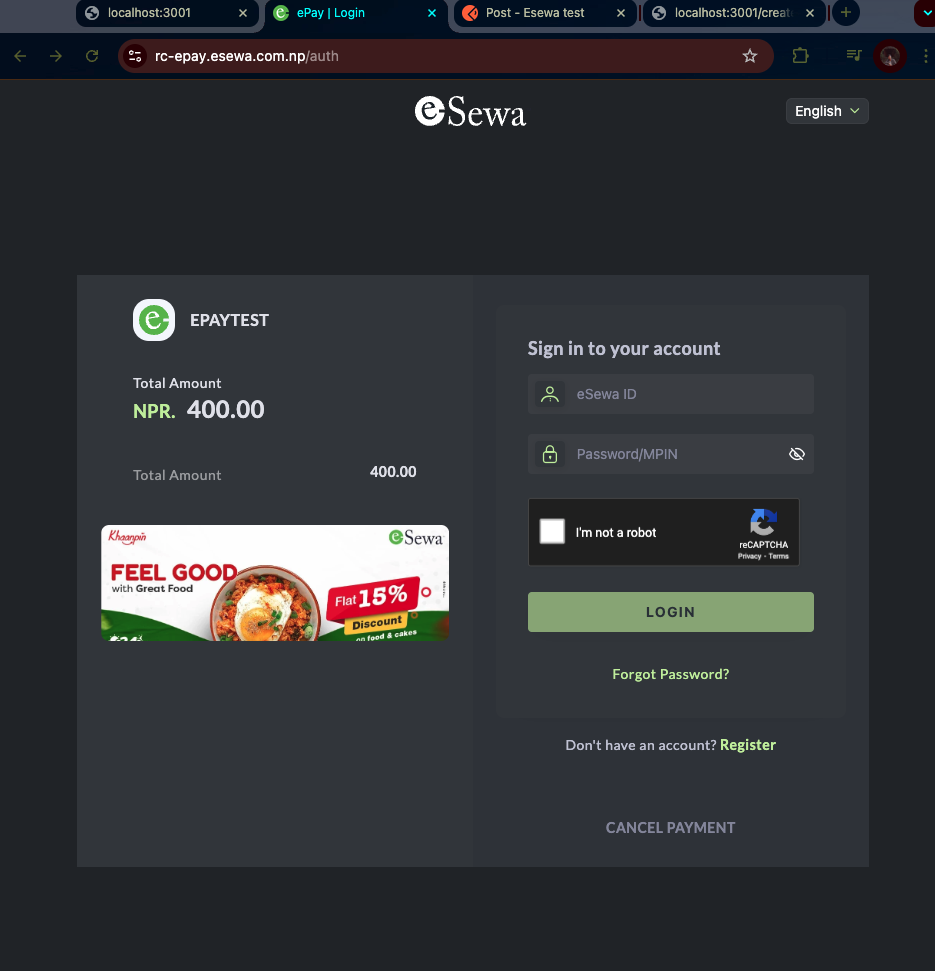 localhost:3001
ePay | Login
Post - Esewa test
localhost:3001/creat
rc-epay.esewa.com.np/auth
eSewa
English
EPAYTEST
Total Amount
NPR. 400.00
Total Amount 400.00
Khaanpin
eSewa
FEEL GOOD
with Great Food
Flat 15%
Discount
on food & cakes
Sign in to your account
eSewa ID
Password/MPIN
I'm not a robot
reCAPTCHA
Privacy - Terms
LOGIN
Forgot Password?
Don't have an account? Register
CANCEL PAYMENT